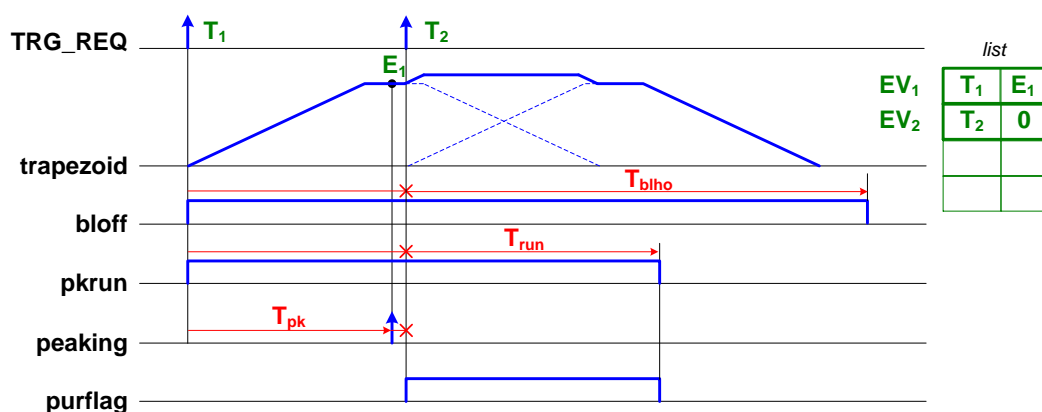 TRG_REQ
T1
T2
list
E1
EV1
T1
E1
EV2
T2
0
trapezoid
Tblho
bloff
Trun
pkrun
Tpk
peaking
purflag